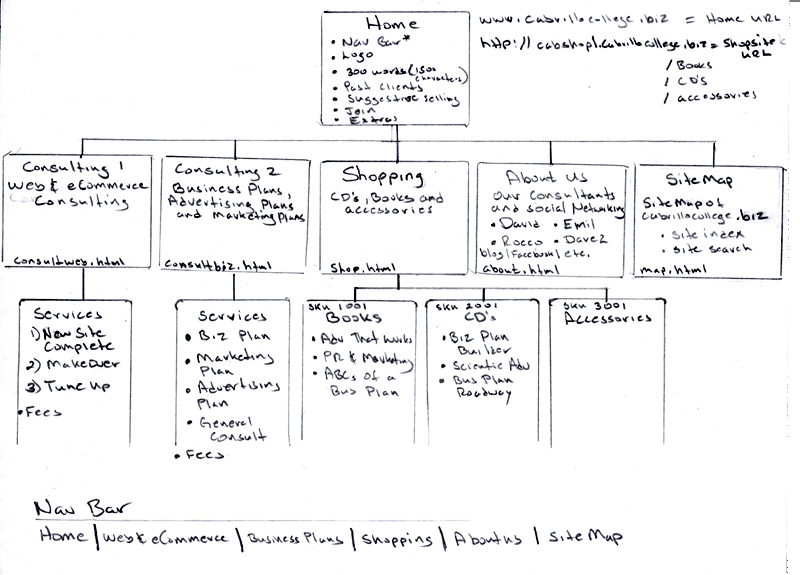 Home
• Nav Bar*
• Logo
• 300 words (1500 characters)
• Past Clients
• Suggestive selling
• Join
• Extras
www.cabrillocollege.biz = Home URL
http://cabshop1.cabrillocollege.biz = Shopsite URL
/ Books
/ CD's
/ accessories
Consulting 1
Web & eCommerce
Consulting
consultweb.html
Consulting 2
Business Plans,
Advertising Plans
and Marketing Plans
consultbiz.html
Shopping
CD's, Books and
accessories
Shop.html
About Us
our Consultants
and social Networking
• David • Emil
• Rocco • Dave2
blog/Facebook/etc.
about.html
SiteMap
SiteMap of
cabrillocollege.biz
• site index
• site search
map.html
Services
1) New Site
Complete
2) Makeover
3) Tune Up
• Fees
Services
• Biz Plan
• Marketing
Plan
• Advertising
Plan
• General
Consult
• Fees
SKU 1001
Books
• Adv That works
• PR & Marketing
• ABCs of a
Bus Plan
SKU 2001
CD's
• Biz Plan
Builder
• Scientic Adv
• Bus Plan
Roadway
SKU 3001
Accessories
Nav Bar
Home | Web & eCommerce | Business Plans | Shopping | About us | Site Map